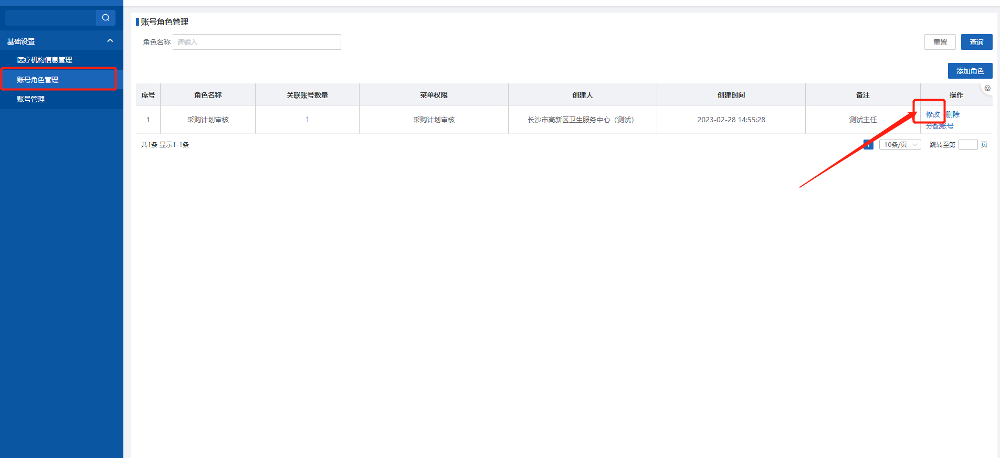 基础设置
医疗机构信息管理
账号角色管理
账号管理
账号角色管理
角色名称 请输入 重置 查询
添加角色
序号 角色名称 关联账号数量 菜单权限 创建人 创建时间 备注 操作
1 采购计划审核 1 采购计划审核 长沙市高新区卫生服务中心（测试） 2023-02-28 14:55:28 测试主任 修改 删除
分配账号
共1条 显示1-1条 1 10条/页 跳转至第 页